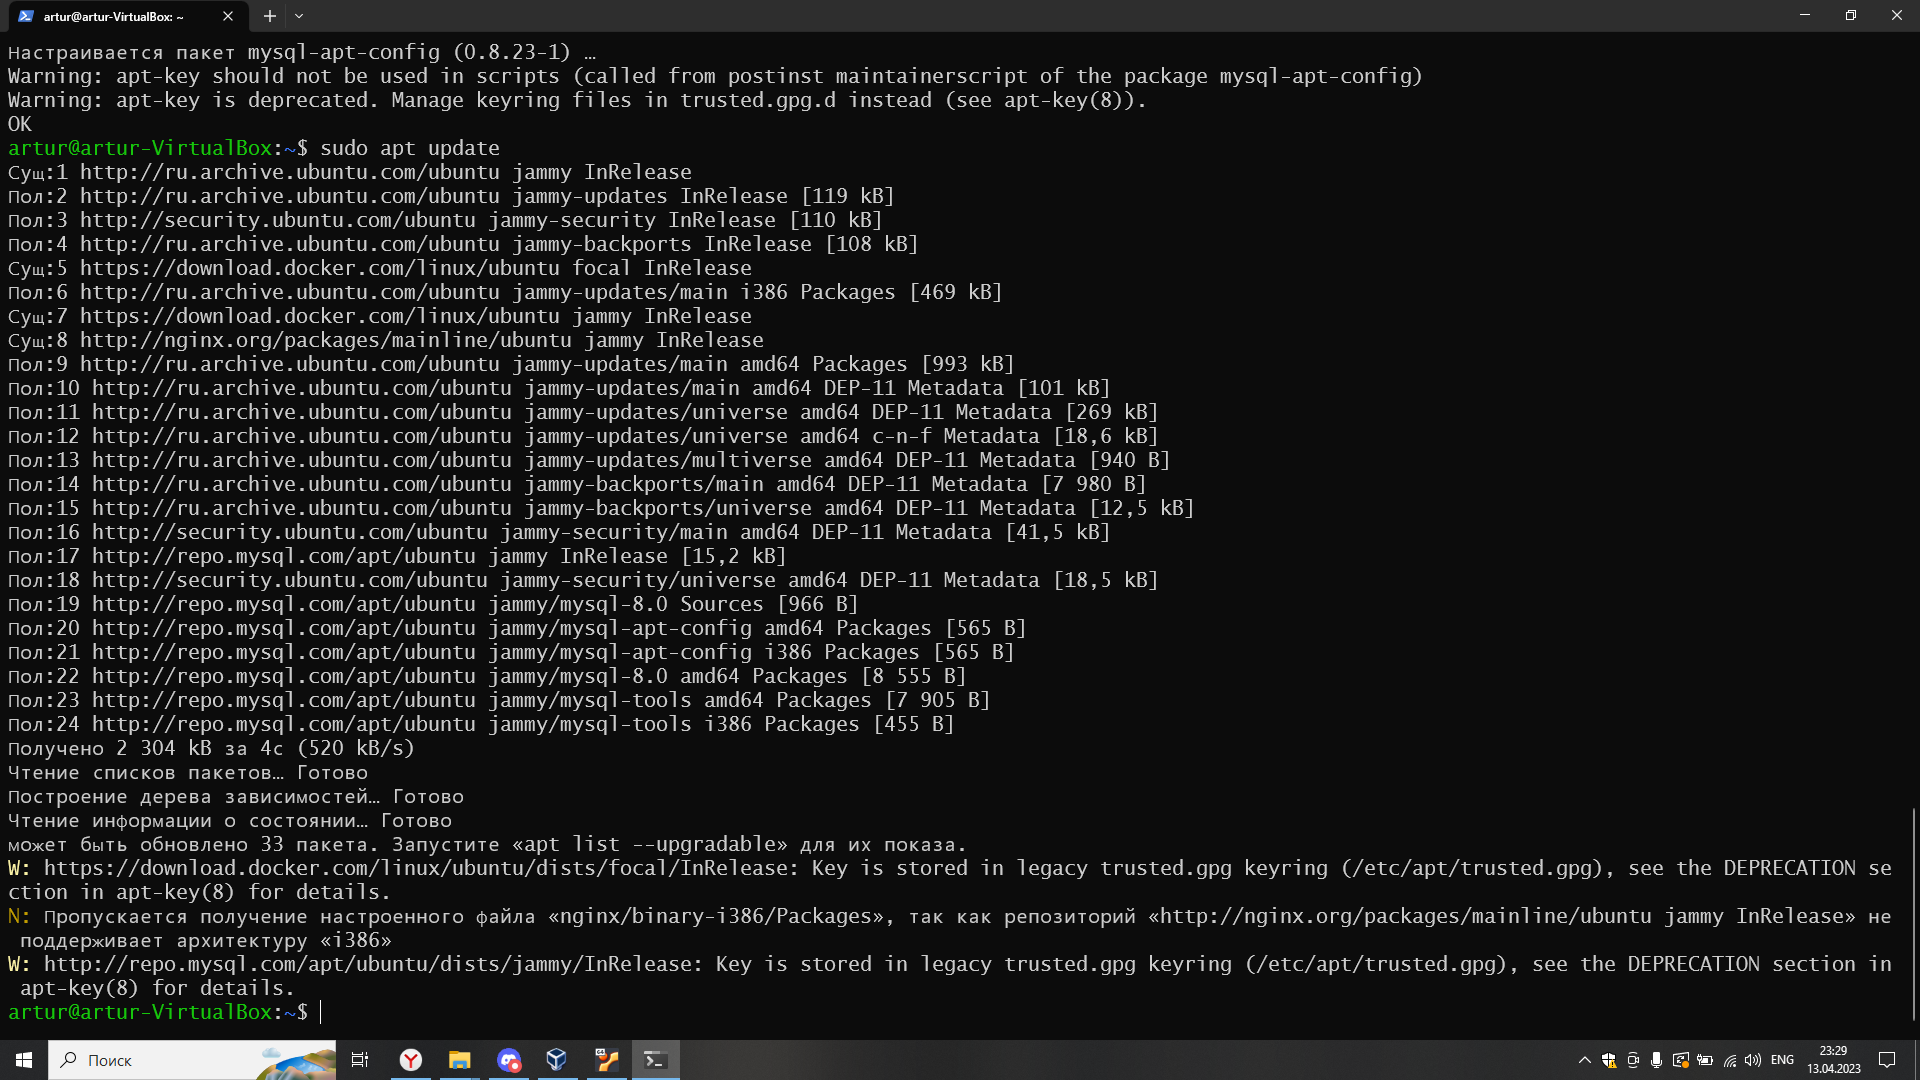 artur@artur-VirtualBox: ~
Настраивается пакет mysql-apt-config (0.8.23-1) …
Warning: apt-key should not be used in scripts (called from postinst maintainerscript of the package mysql-apt-config)
Warning: apt-key is deprecated. Manage keyring files in trusted.gpg.d instead (see apt-key(8)).
OK
artur@artur-VirtualBox:~$ sudo apt update
Сущ:1 http://ru.archive.ubuntu.com/ubuntu jammy InRelease
Пол:2 http://ru.archive.ubuntu.com/ubuntu jammy-updates InRelease [119 kB]
Пол:3 http://security.ubuntu.com/ubuntu jammy-security InRelease [110 kB]
Пол:4 http://ru.archive.ubuntu.com/ubuntu jammy-backports InRelease [108 kB]
Сущ:5 https://download.docker.com/linux/ubuntu focal InRelease
Пол:6 http://ru.archive.ubuntu.com/ubuntu jammy-updates/main i386 Packages [469 kB]
Сущ:7 https://download.docker.com/linux/ubuntu jammy InRelease
Сущ:8 http://nginx.org/packages/mainline/ubuntu jammy InRelease
Пол:9 http://ru.archive.ubuntu.com/ubuntu jammy-updates/main amd64 Packages [993 kB]
Пол:10 http://ru.archive.ubuntu.com/ubuntu jammy-updates/main amd64 DEP-11 Metadata [101 kB]
Пол:11 http://ru.archive.ubuntu.com/ubuntu jammy-updates/universe amd64 DEP-11 Metadata [269 kB]
Пол:12 http://ru.archive.ubuntu.com/ubuntu jammy-updates/universe amd64 c-n-f Metadata [18,6 kB]
Пол:13 http://ru.archive.ubuntu.com/ubuntu jammy-updates/multiverse amd64 DEP-11 Metadata [940 B]
Пол:14 http://ru.archive.ubuntu.com/ubuntu jammy-backports/main amd64 DEP-11 Metadata [7 980 B]
Пол:15 http://ru.archive.ubuntu.com/ubuntu jammy-backports/universe amd64 DEP-11 Metadata [12,5 kB]
Пол:16 http://security.ubuntu.com/ubuntu jammy-security/main amd64 DEP-11 Metadata [41,5 kB]
Пол:17 http://repo.mysql.com/apt/ubuntu jammy InRelease [15,2 kB]
Пол:18 http://security.ubuntu.com/ubuntu jammy-security/universe amd64 DEP-11 Metadata [18,5 kB]
Пол:19 http://repo.mysql.com/apt/ubuntu jammy/mysql-8.0 Sources [966 B]
Пол:20 http://repo.mysql.com/apt/ubuntu jammy/mysql-apt-config amd64 Packages [565 B]
Пол:21 http://repo.mysql.com/apt/ubuntu jammy/mysql-apt-config i386 Packages [565 B]
Пол:22 http://repo.mysql.com/apt/ubuntu jammy/mysql-8.0 amd64 Packages [8 555 B]
Пол:23 http://repo.mysql.com/apt/ubuntu jammy/mysql-tools amd64 Packages [7 905 B]
Пол:24 http://repo.mysql.com/apt/ubuntu jammy/mysql-tools i386 Packages [455 B]
Получено 2 304 kB за 4с (520 kB/s)
Чтение списков пакетов… Готово
Построение дерева зависимостей… Готово
Чтение информации о состоянии… Готово
может быть обновлено 33 пакета. Запустите «apt list --upgradable» для их показа.
W: https://download.docker.com/linux/ubuntu/dists/focal/InRelease: Key is stored in legacy trusted.gpg keyring (/etc/apt/trusted.gpg), see the DEPRECATION se
ction in apt-key(8) for details.
N: Пропускается получение настроенного файла «nginx/binary-i386/Packages», так как репозиторий «http://nginx.org/packages/mainline/ubuntu jammy InRelease» не
поддерживает архитектуру «i386»
W: http://repo.mysql.com/apt/ubuntu/dists/jammy/InRelease: Key is stored in legacy trusted.gpg keyring (/etc/apt/trusted.gpg), see the DEPRECATION section in
apt-key(8) for details.
artur@artur-VirtualBox:~$
Поиск
ENG
23:29
13.04.2023